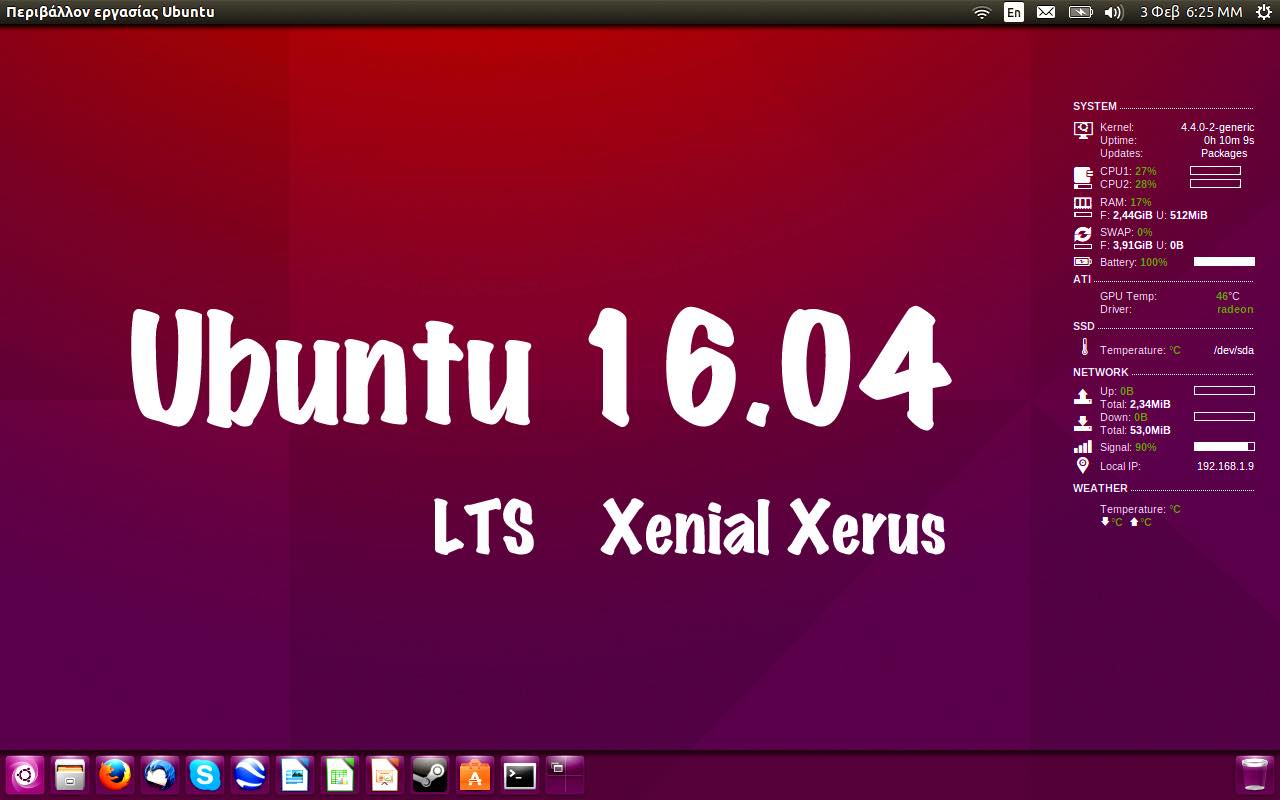 Περιβάλλον εργασίας Ubuntu
En
3 Φεβ 6:25 ΜΜ
Ubuntu 16.04
LTS Xenial Xerus
SYSTEM
Kernel: 4.4.0-2-generic
Uptime: 0h 10m 9s
Updates: Packages
CPU1: 27%
CPU2: 28%
RAM: 17%
F: 2,44GiB U: 512MiB
SWAP: 0%
F: 3,91GiB U: 0B
Battery: 100%
ATI
GPU Temp: 46°C
Driver: radeon
SSD
Temperature: °C /dev/sda
NETWORK
Up: 0B
Total: 2,34MiB
Down: 0B
Total: 53,0MiB
Signal: 90%
Local IP: 192.168.1.9
WEATHER
Temperature: °C
°C °C